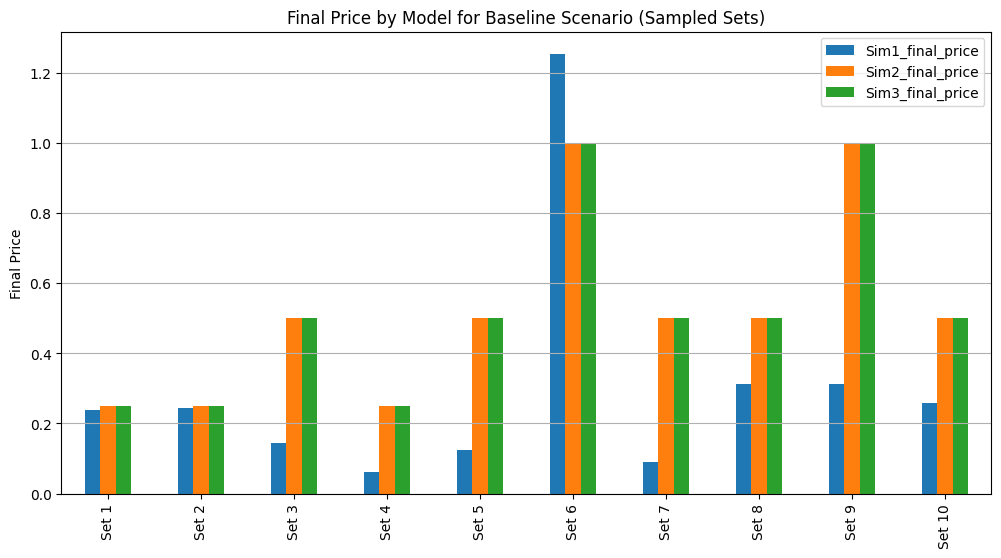 Final Price by Model for Baseline Scenario (Sampled Sets)
Sim1_final_price
Sim2_final_price
Sim3_final_price
Final Price
1.2
1.0
0.8
0.6
0.4
0.2
0.0
Set 1
Set 2
Set 3
Set 4
Set 5
Set 6
Set 7
Set 8
Set 9
Set 10